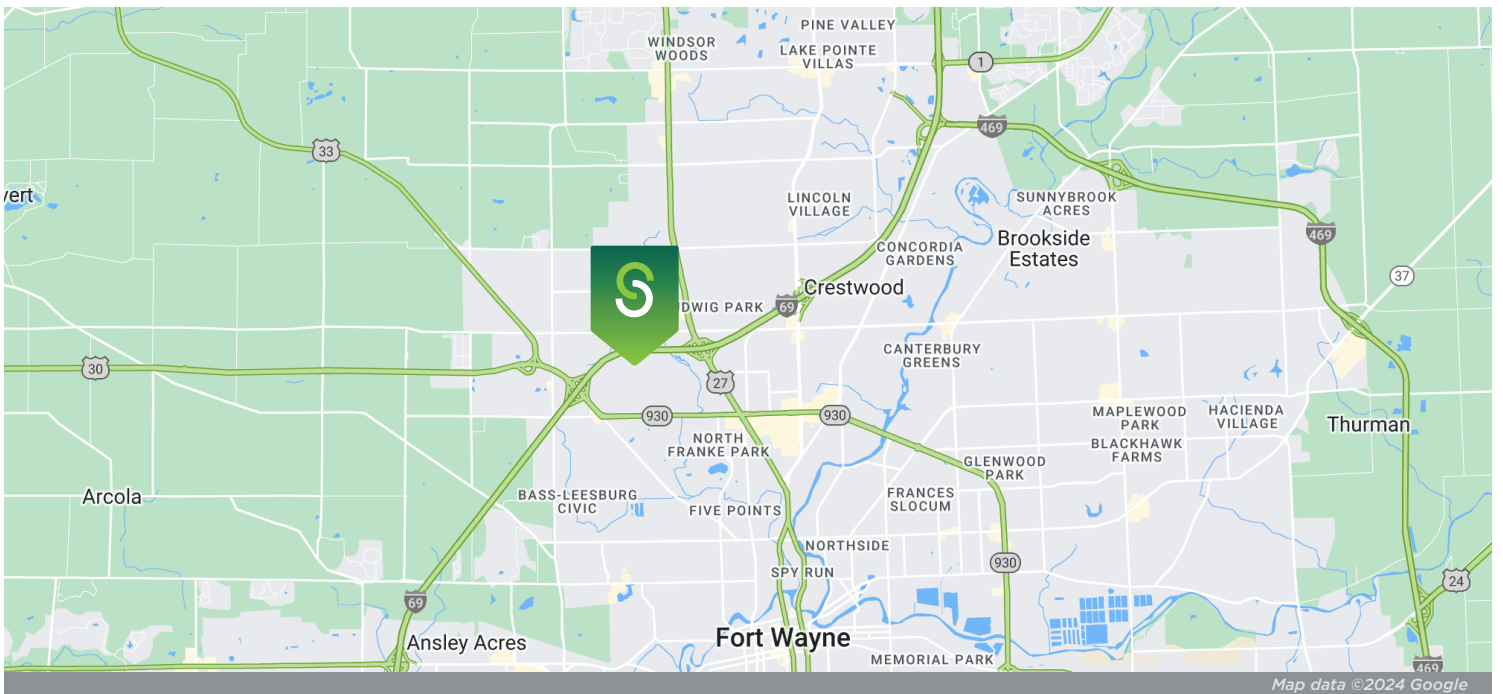 PINE VALLEY
WINDSOR
WOODS
LAKE POINTE
VILLAS
1
469
33
vert
LINCOLN
VILLAGE
SUNNYBROOK
ACRES
469
CONCORDIA
GARDENS
Brookside
Estates
37
S
Crestwood
69
DWIG PARK
CANTERBURY
GREENS
30
27
930
930
MAPLEWOOD
PARK
HACIENDA
VILLAGE
Thurman
NORTH
FRANKE PARK
BLACKHAWK
FARMS
GLENWOOD
PARK
Arcola
BASS-LEESBURG
CIVIC
FIVE POINTS
FRANCES
SLOCUM
NORTHSIDE
930
SPY RUN
24
69
Fort Wayne
Ansley Acres
MEMORIAL PARK
469
Map data ©2024 Google